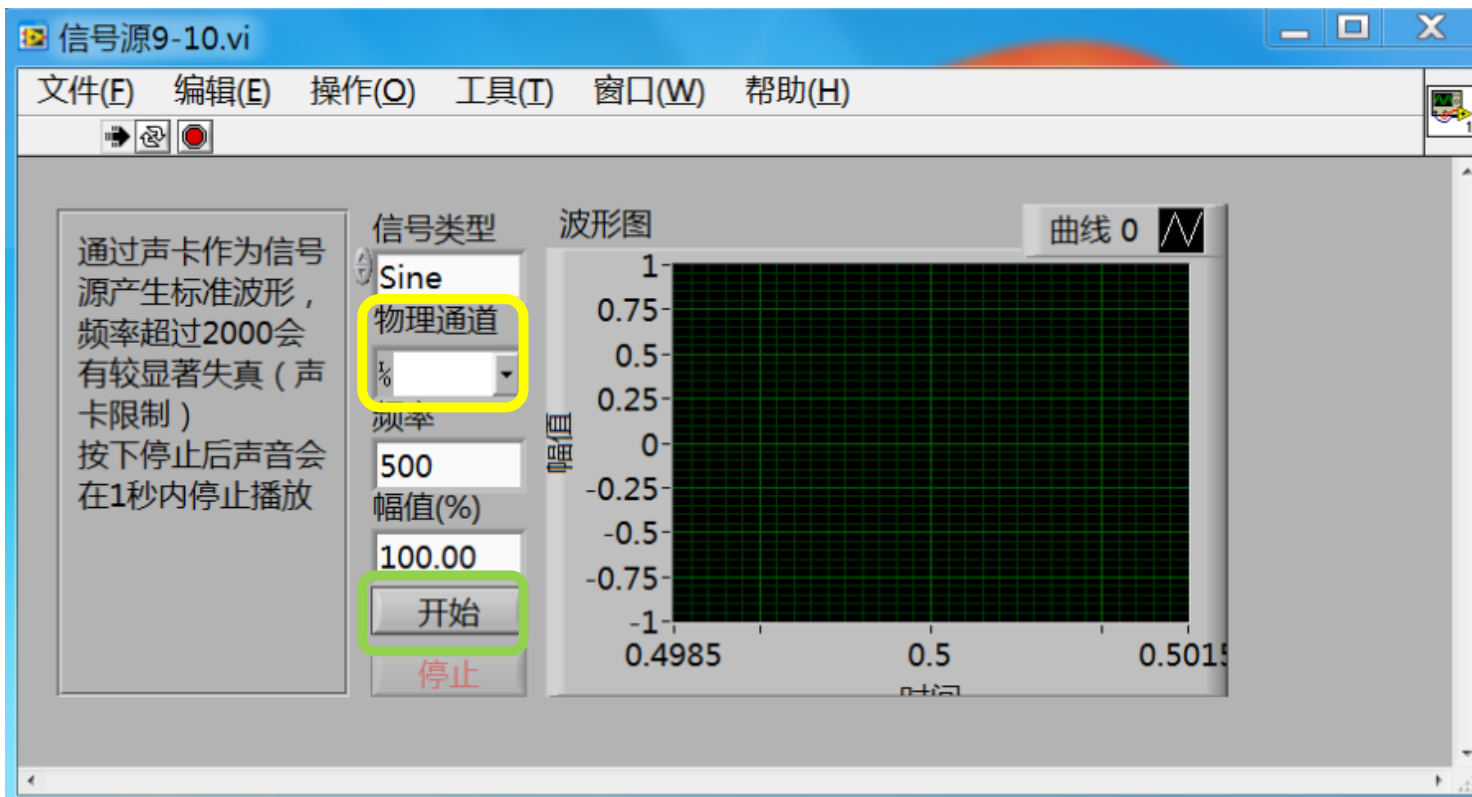 信号源9-10.vi
文件(F) 编辑(E) 操作(O) 工具(T) 窗口(W) 帮助(H)
1
通过声卡作为信号
源产生标准波形，
频率超过2000会
有较显著失真（声
卡限制）
按下停止后声音会
在1秒内停止播放
信号类型
Sine
物理通道
频率
500
幅值(%)
100.00
开始
停止
波形图
曲线 0
幅值
1
0.75
0.5
0.25
0
-0.25
-0.5
-0.75
-1
0.4985 0.5 0.5015
时间